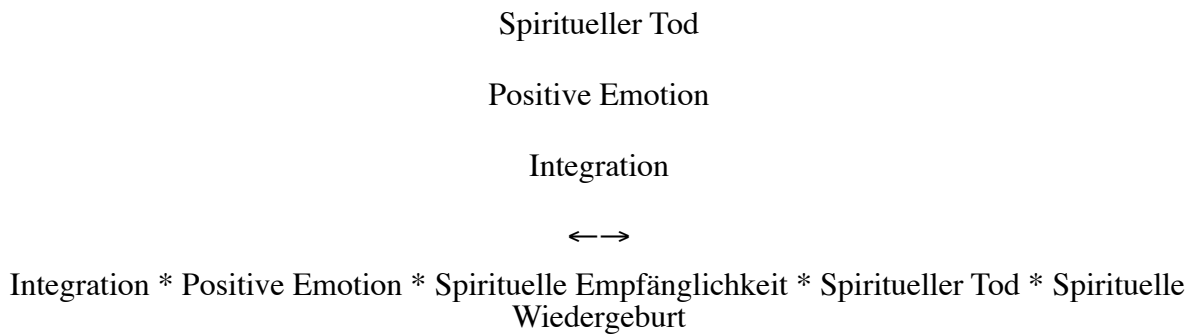 Spiritueller Tod
Positive Emotion
Integration
←→
Integration * Positive Emotion * Spirituelle Empfänglichkeit * Spiritueller Tod * Spirituelle
Wiedergeburt